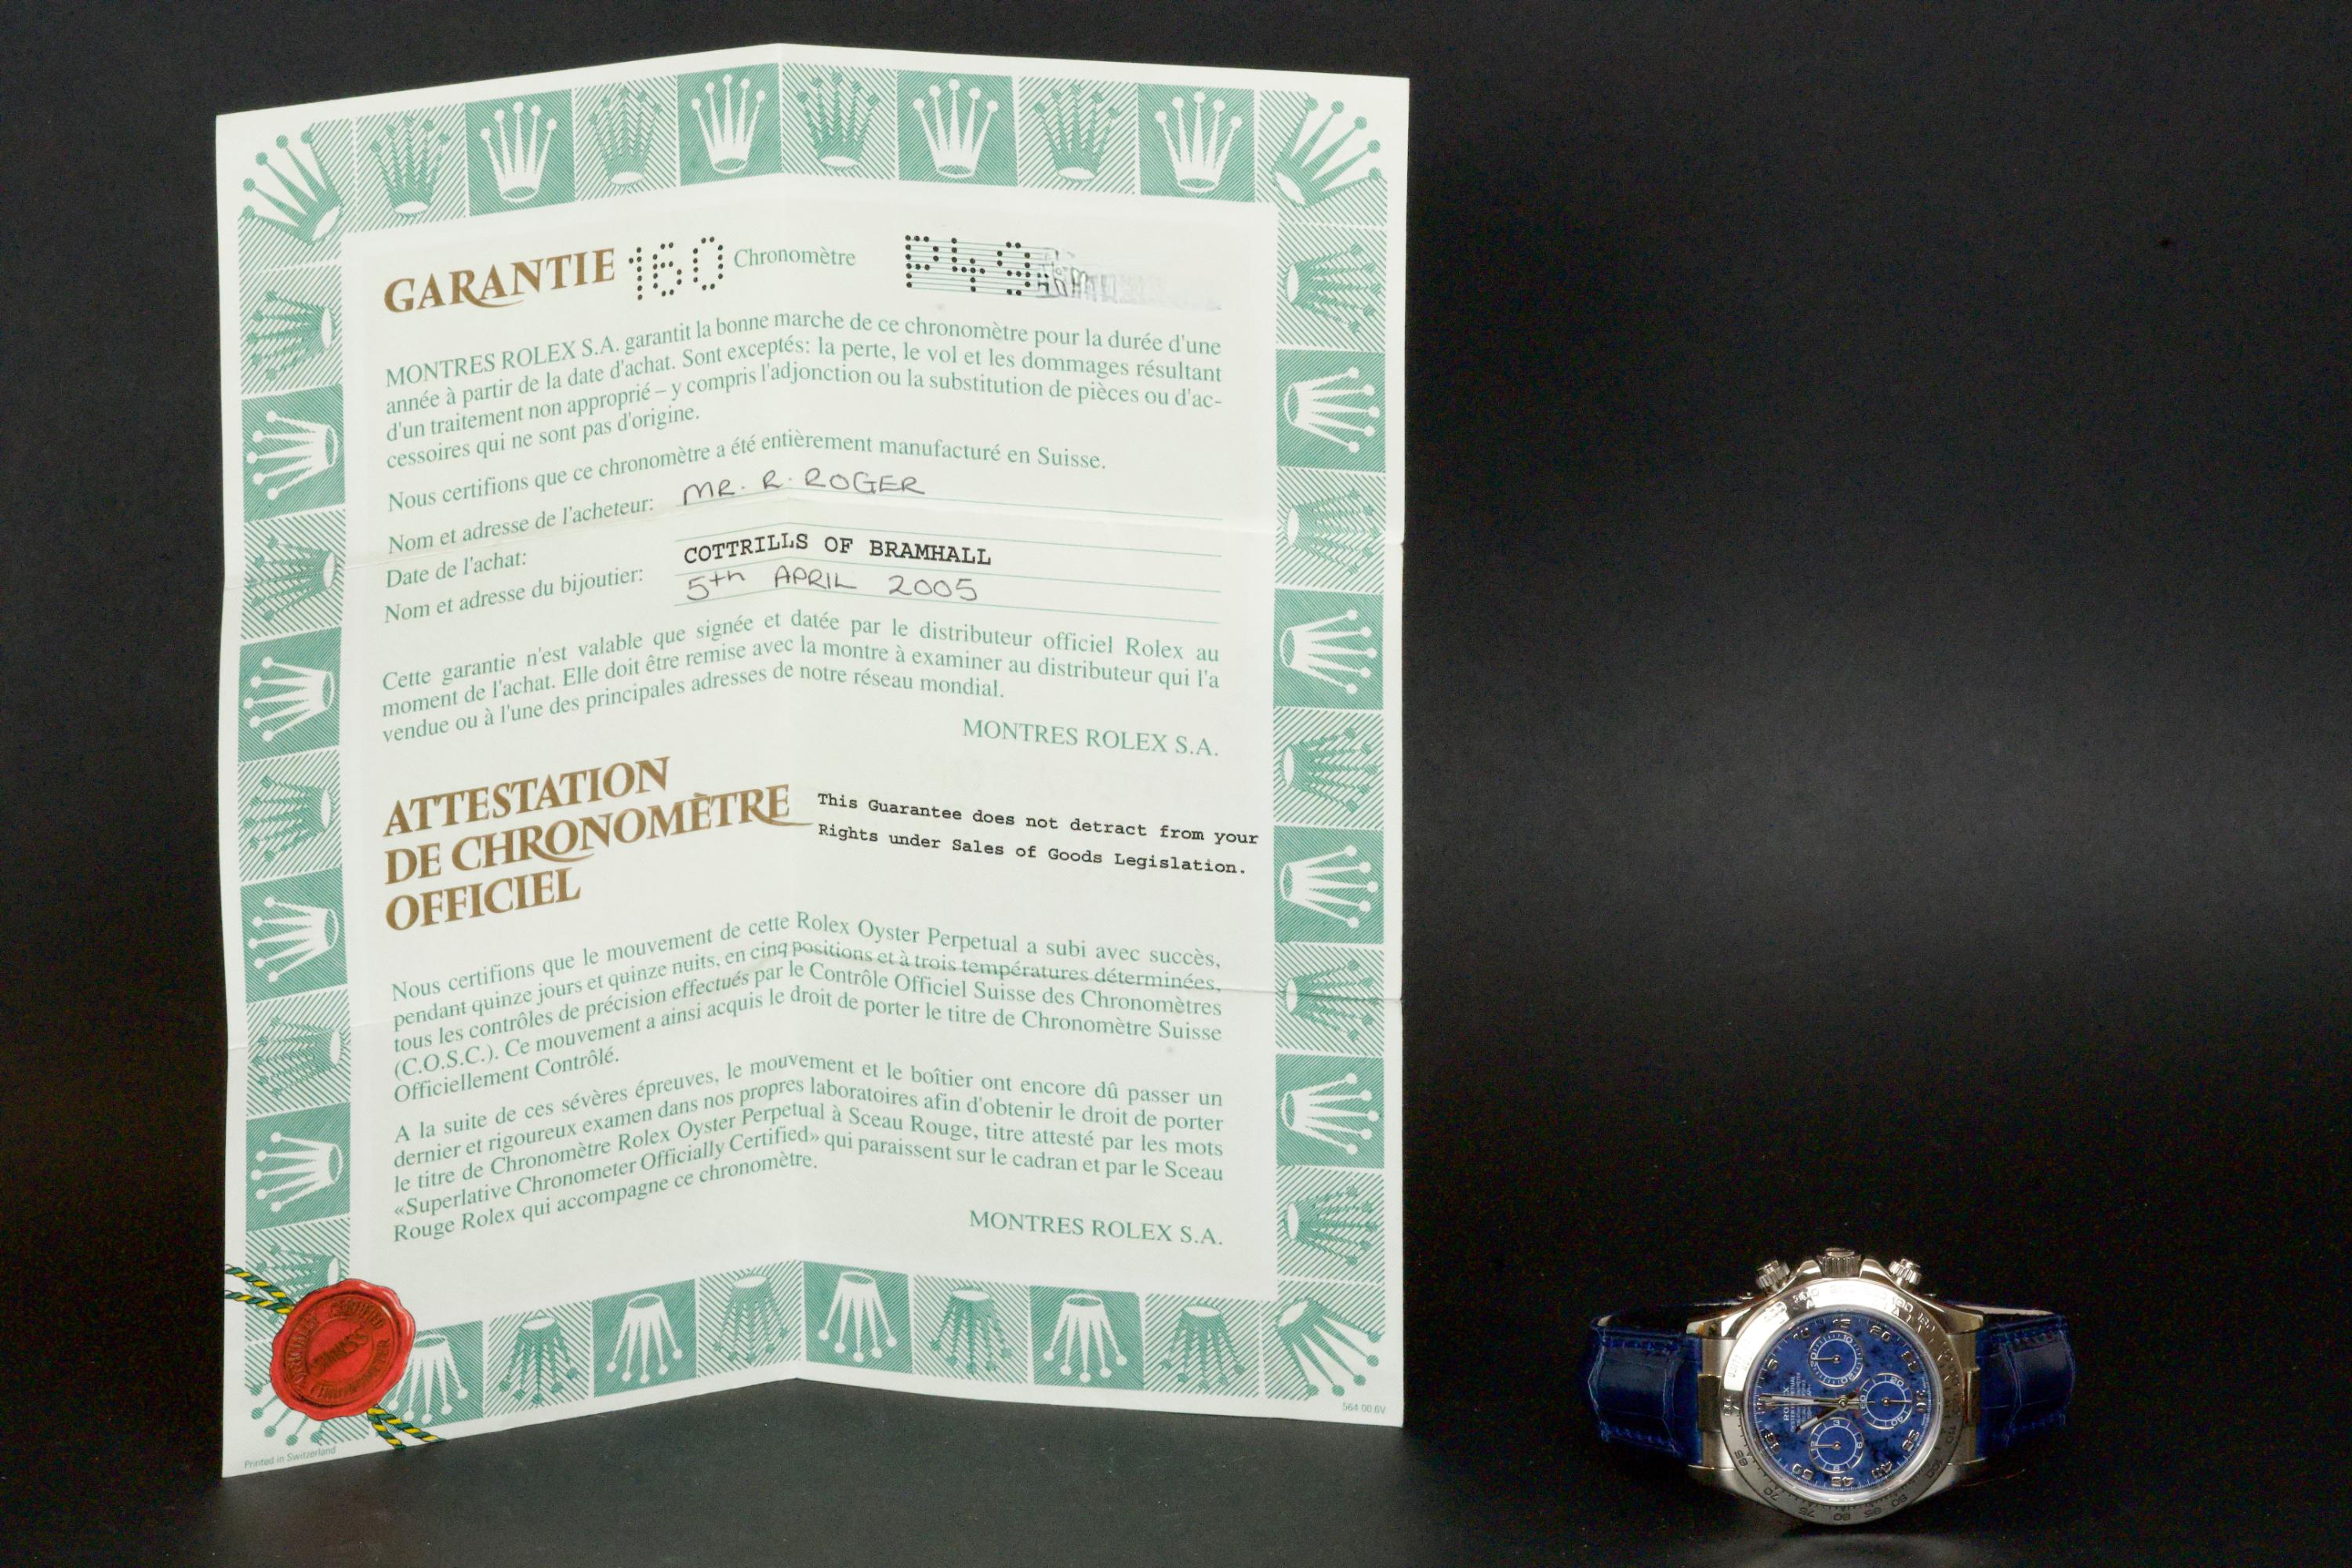 GARANTIE 160 Chronomètre P49
MONTRES ROLEX S.A. garantit la bonne marche de ce chronomètre pour la durée d'une
année à partir de la date d'achat. Sont exceptés: la perte, le vol et les dommages résultant
d'un traitement non approprié – y compris l'adjonction ou la substitution de pièces ou d'ac-
cessoires qui ne sont pas d'origine.
Nous certifions que ce chronomètre a été entièrement manufacturé en Suisse.
Nom et adresse de l'acheteur: MR. R. ROGER
Date de l'achat: COTTRILLS OF BRAMHALL
Nom et adresse du bijoutier: 5th APRIL 2005
Cette garantie n'est valable que signée et datée par le distributeur officiel Rolex au
moment de l'achat. Elle doit être remise avec la montre à examiner au distributeur qui l'a
vendue ou à l'une des principales adresses de notre réseau mondial.
MONTRES ROLEX S.A.
ATTESTATION
DE CHRONOMÈTRE
OFFICIEL
This Guarantee does not detract from your
Rights under Sales of Goods Legislation.
Nous certifions que le mouvement de cette Rolex Oyster Perpetual a subi avec succès,
pendant quinze jours et quinze nuits, en cinq positions et à trois températures déterminées,
tous les contrôles de précision effectués par le Contrôle Officiel Suisse des Chronomètres
(C.O.S.C.). Ce mouvement a ainsi acquis le droit de porter le titre de Chronomètre Suisse
Officiellement Contrôlé.
A la suite de ces sévères épreuves, le mouvement et le boîtier ont encore dû passer un
dernier et rigoureux examen dans nos propres laboratoires afin d'obtenir le droit de porter
le titre de Chronomètre Rolex Oyster Perpetual à Sceau Rouge, titre attesté par les mots
«Superlative Chronometer Officially Certified» qui paraissent sur le cadran et par le Sceau
Rouge Rolex qui accompagne ce chronomètre.
MONTRES ROLEX S.A.
564.00.6V
Printed in Switzerland
SWISS
ROLEX